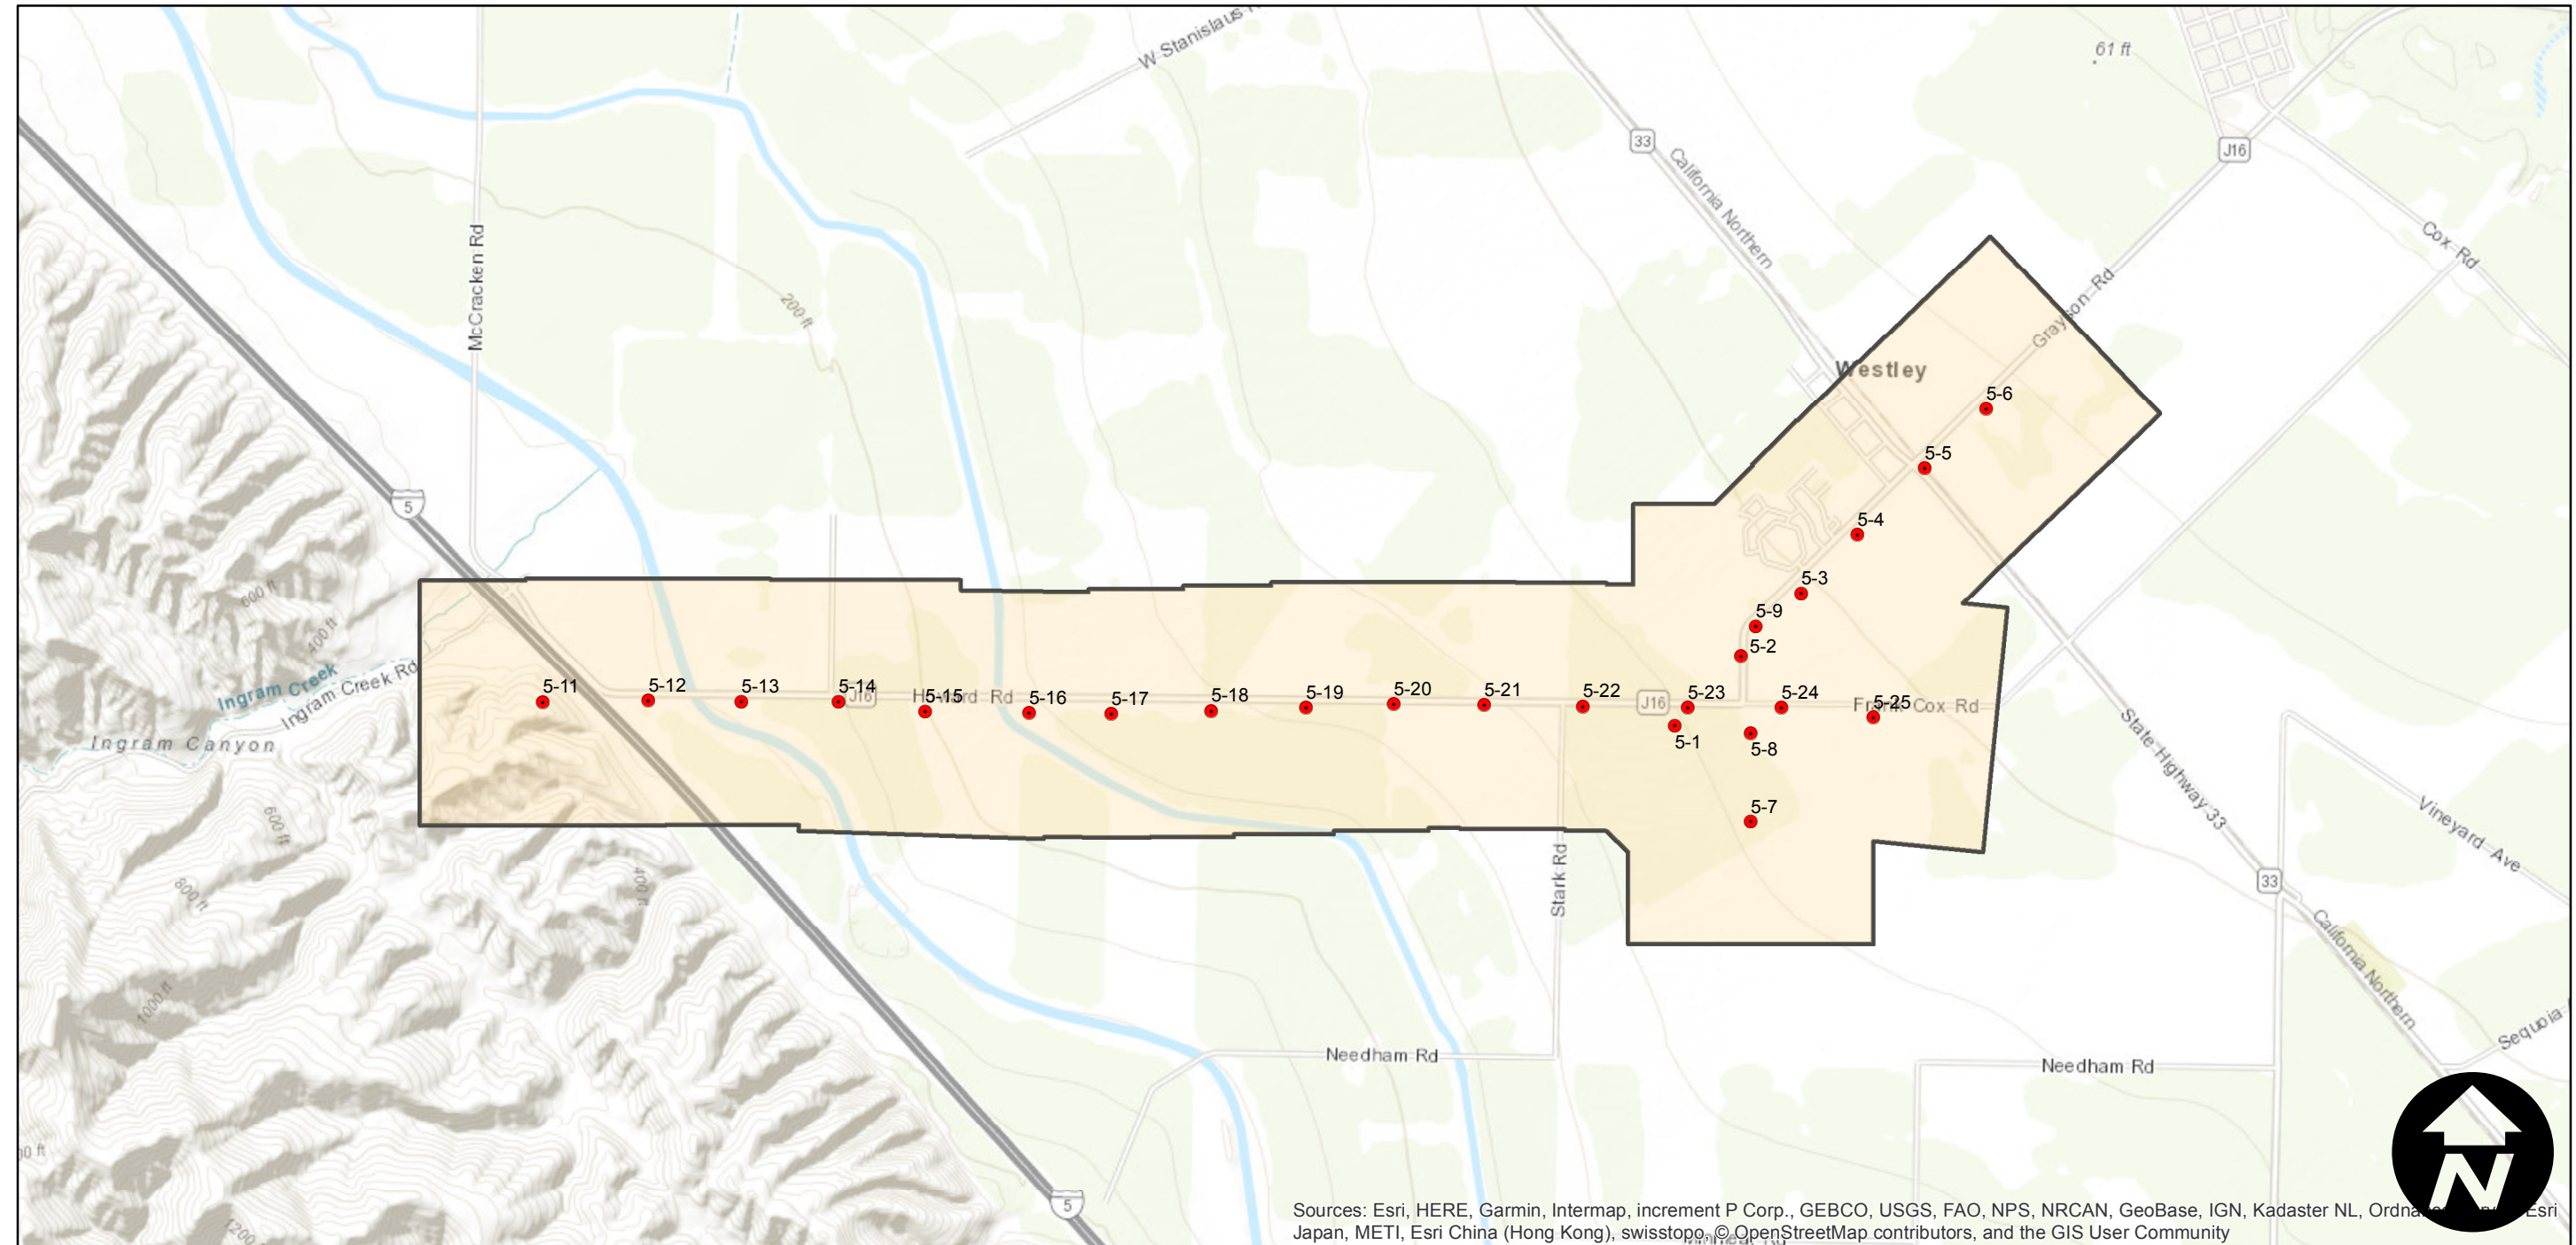 W Stanislaus
61 ft
33
J16
California Northern
McCracken Rd
Cox Rd
200 ft
Grayson Rd
Westley
5-6
5-5
5
5-4
5-3
600 ft
5-9
400 ft
5-2
Ingram Creek
Ingram Creek Rd
5-11
5-12
5-13
5-14
J16
Howard Rd
5-15
5-16
5-17
5-18
5-19
5-20
5-21
5-22
J16
5-23
5-24
Frank Cox Rd
5-25
5-1
5-8
Ingram Canyon
State Highway 33
5-7
600 ft
Vineyard Ave
800 ft
400 ft
Stark Rd
33
California Northern
1000 ft
Needham Rd
Needham Rd
Sequoia
5
N
Sources: Esri, HERE, Garmin, Intermap, increment P Corp., GEBCO, USGS, FAO, NPS, NRCAN, GeoBase, IGN, Kadaster NL, Esri
Japan, METI, Esri China (Hong Kong), swisstopo, © OpenStreetMap contributors, and the GIS User Community